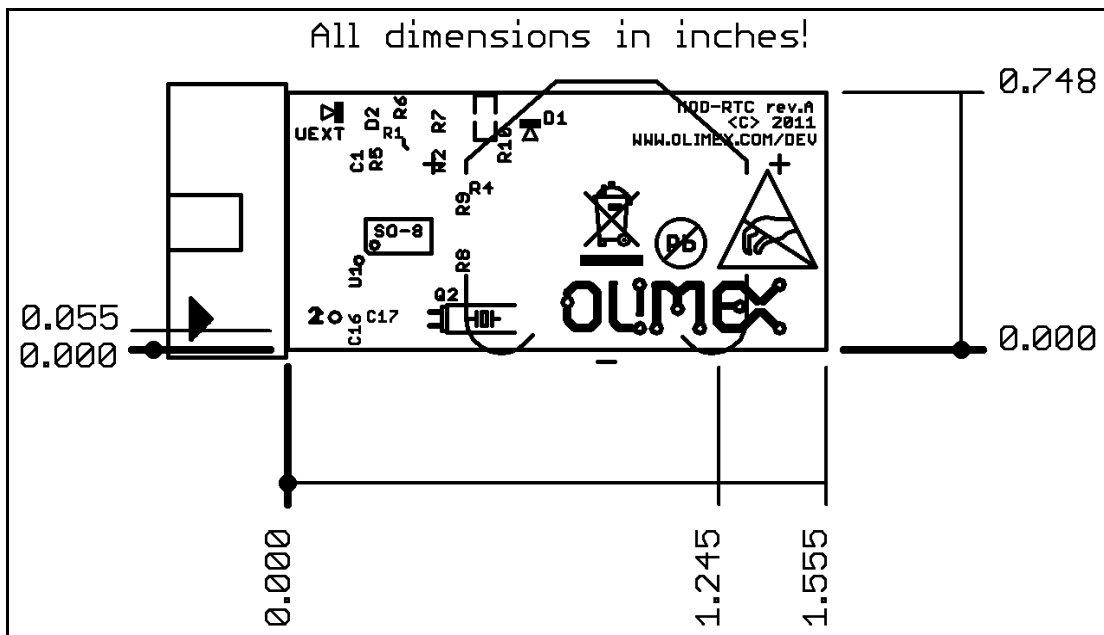 All dimensions in inches!
0.748
MOD-RTC rev.A
<C> 2011
WWW.OLIMEX.COM/DEV
UEXT
D2
R6
R1
R7
R10
D1
C1
R5
R2
R4
R9
SO-8
Pb
U1
R8
Q2
OLIMEX
2
C16
C17
0.055
0.000
0.000
0.000
1.245
1.555